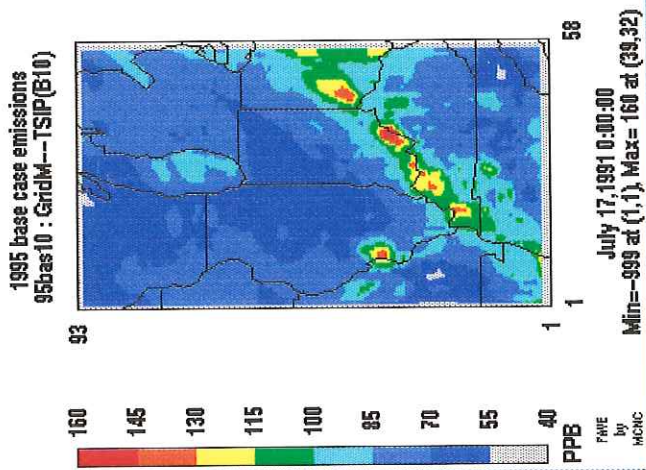 1995 base case emissions
95bas10 : GridM---TSIP(B10)
160
145
130
115
100
85
70
55
40
PPB
PAVE
by
MCNC
93
1
1
58
July 17,1991 0:00:00
Min=-999 at (1,1), Max= 160 at (39,32)